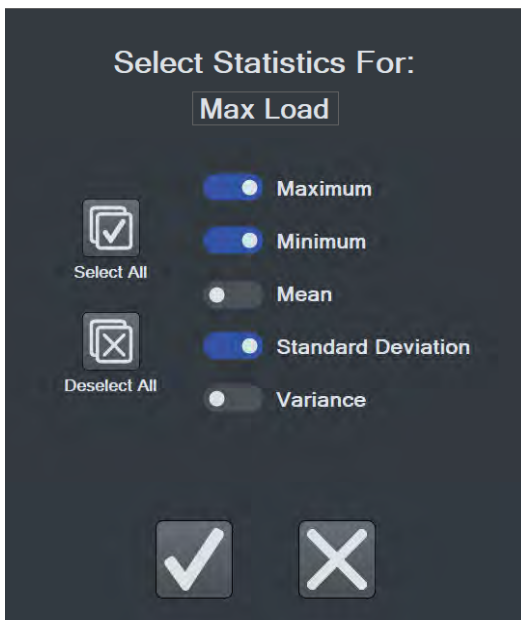 Select Statistics For:
Max Load
Maximum
Minimum
Select All
Mean
Standard Deviation
Deselect All
Variance